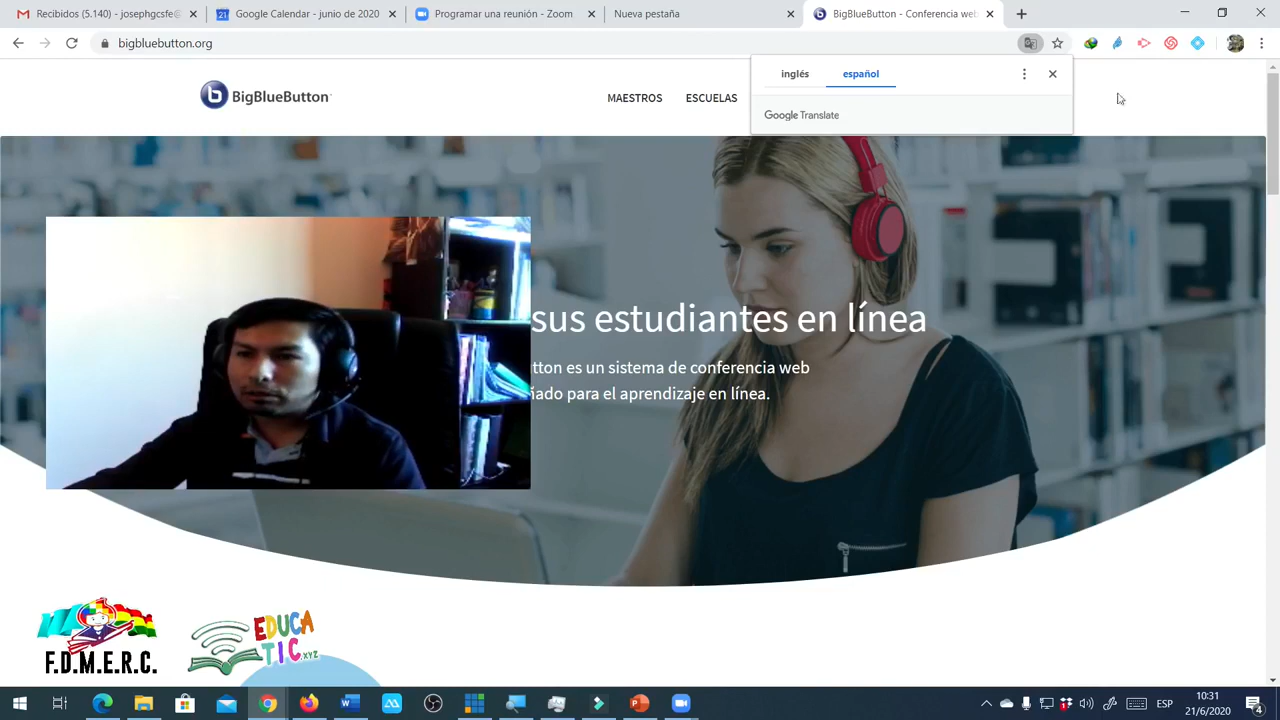 Recibidos (5.140) - josephgcsfe@
Google Calendar - junio de 2020
Programar una reunión - Zoom
Nueva pestaña
BigBlueButton - Conferencia web
bigbluebutton.org
inglés
español
Google Translate
BigBlueButton
MAESTROS
ESCUELAS
sus estudiantes en línea
tton es un sistema de conferencia web
ñado para el aprendizaje en línea.
F.D.M.E.R.C.
EDUCA
TIC.xyz
ESP
10:31
21/6/2020
4